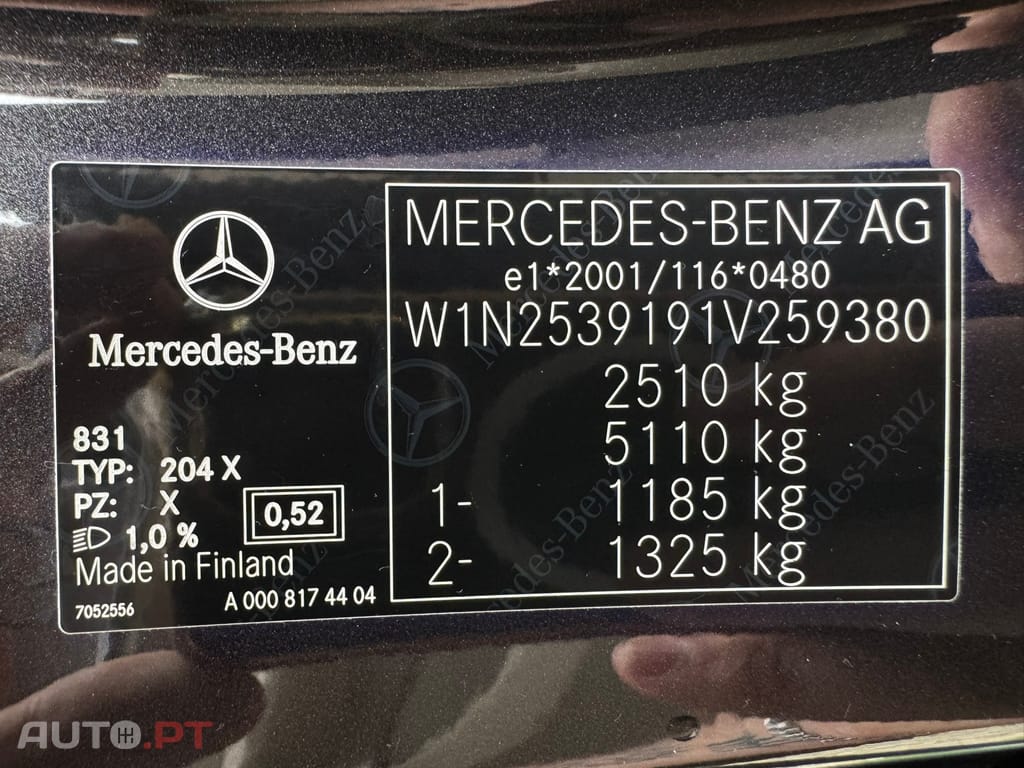 Mercedes-Benz
831
TYP: 204 X
PZ: X
1,0 %
0,52
Made in Finland
7052556
A 000 817 44 04
MERCEDES-BENZ AG
e1*2001/116*0480
W1N2539191V259380
2510 kg
5110 kg
1- 1185 kg
2- 1325 kg
AUTO.PT